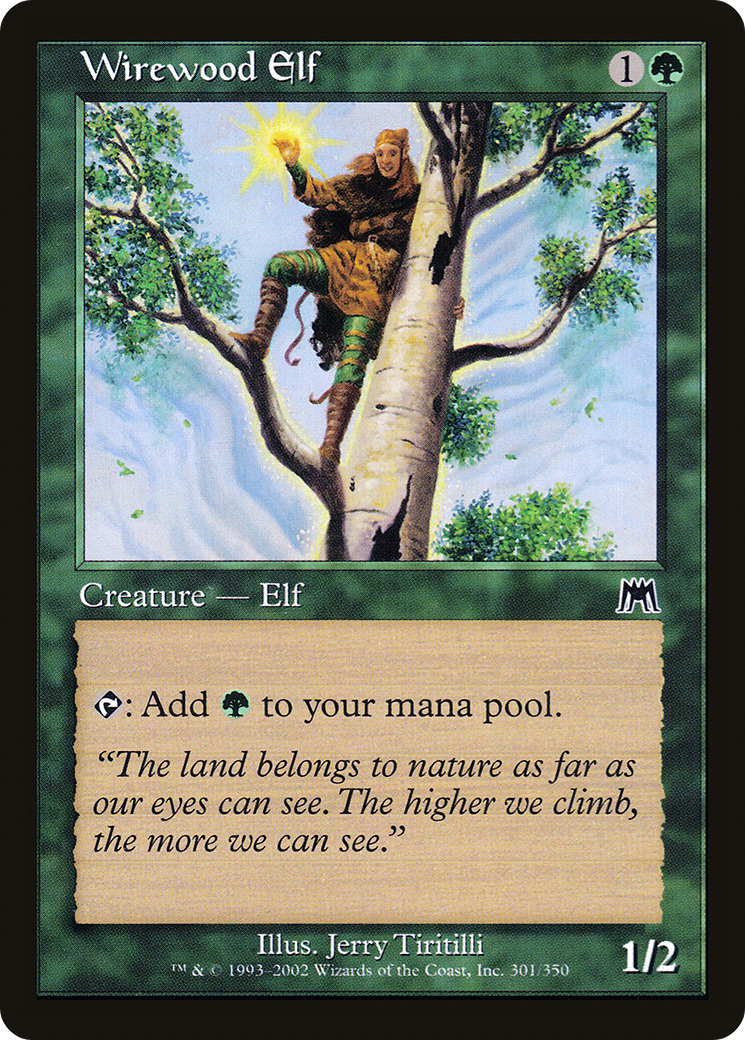 Wirewood Elf 1
Creature — Elf
: Add to your mana pool.
“The land belongs to nature as far as
our eyes can see. The higher we climb,
the more we can see.”
Illus. Jerry Tiritilli
™ & © 1993–2002 Wizards of the Coast, Inc. 301/350
1/2